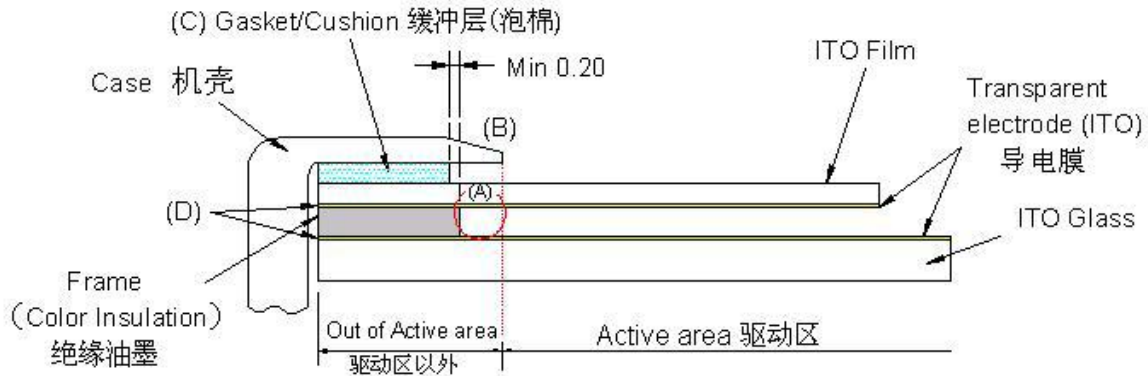 (C) Gasket/Cushion 缓冲层(泡棉)
Min 0.20
ITO Film
Case 机壳
(B)
Transparent
electrode (ITO)
导电膜
(A)
(D)
ITO Glass
Frame
（Color Insulation）
绝缘油墨
Out of Active area
驱动区以外
Active area 驱动区